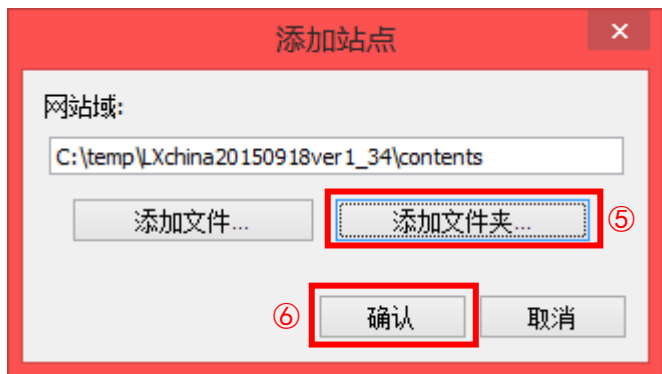 添加站点
网站域:
C:\temp\LXchina20150918ver1_34\contents
添加文件... 添加文件夹... ⑤
⑥ 确认 取消